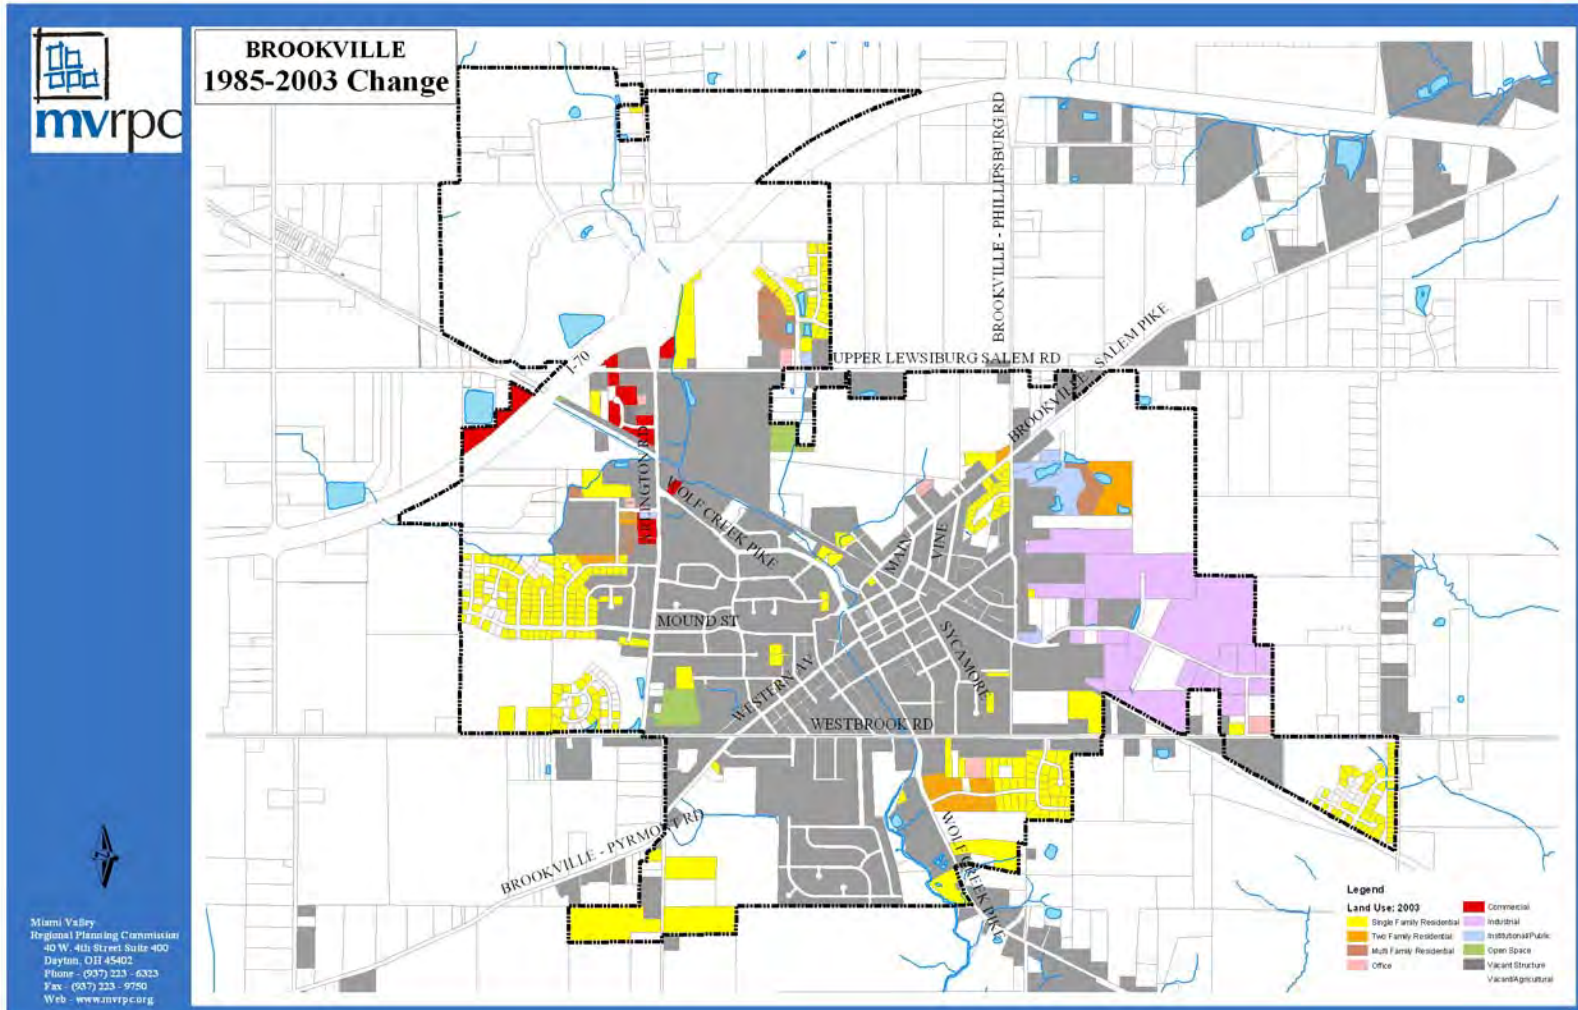 mvrpc
BROOKVILLE
1985-2003 Change
BROOKVILLE - PHILLIPSBURG RD
I-70
UPPER LEWSIBURG SALEM RD
BROOKVILLE - SALEM PIKE
ARLINGTON RD
WOLF CREEK PIKE
MAIN
VINE
MOUND ST
SYCAMORE
WESTERN AV
WESTBROOK RD
BROOKVILLE - PYRMONT RD
WOLF CREEK PIKE
Legend
Land Use: 2003
Single Family Residential
Two Family Residential
Multi Family Residential
Office
Commercial
Industrial
Institutional/Public
Open Space
Vacant Structure
Vacant/Agricultural
Miami Valley
Regional Planning Commission
40 W. 4th Street Suite 400
Dayton, OH 45402
Phone - (937) 223 - 6323
Fax - (937) 223 - 9750
Web - www.mvrpc.org